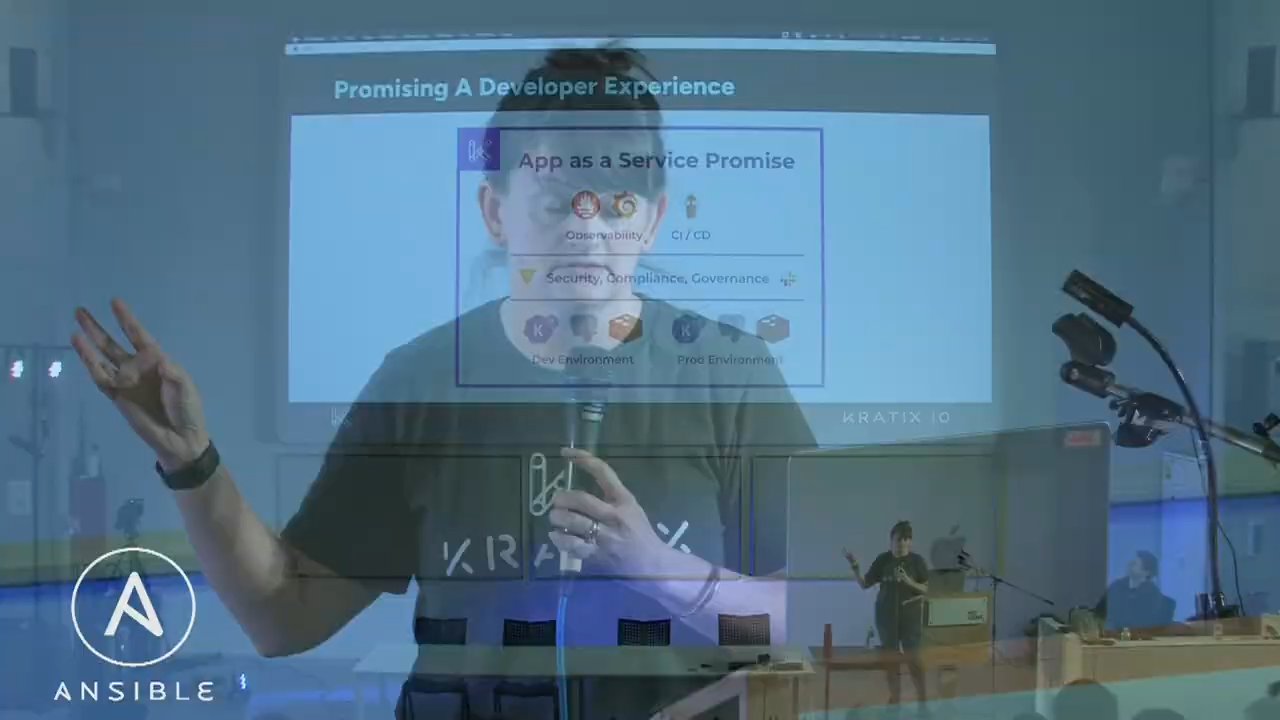 Promising A Developer Experience
App as a Service Promise
Observability
CI / CD
Security, Compliance, Governance
K
K
Dev Environment
Prod Environment
KRATIX IO
KRATIX
ANSIBLE